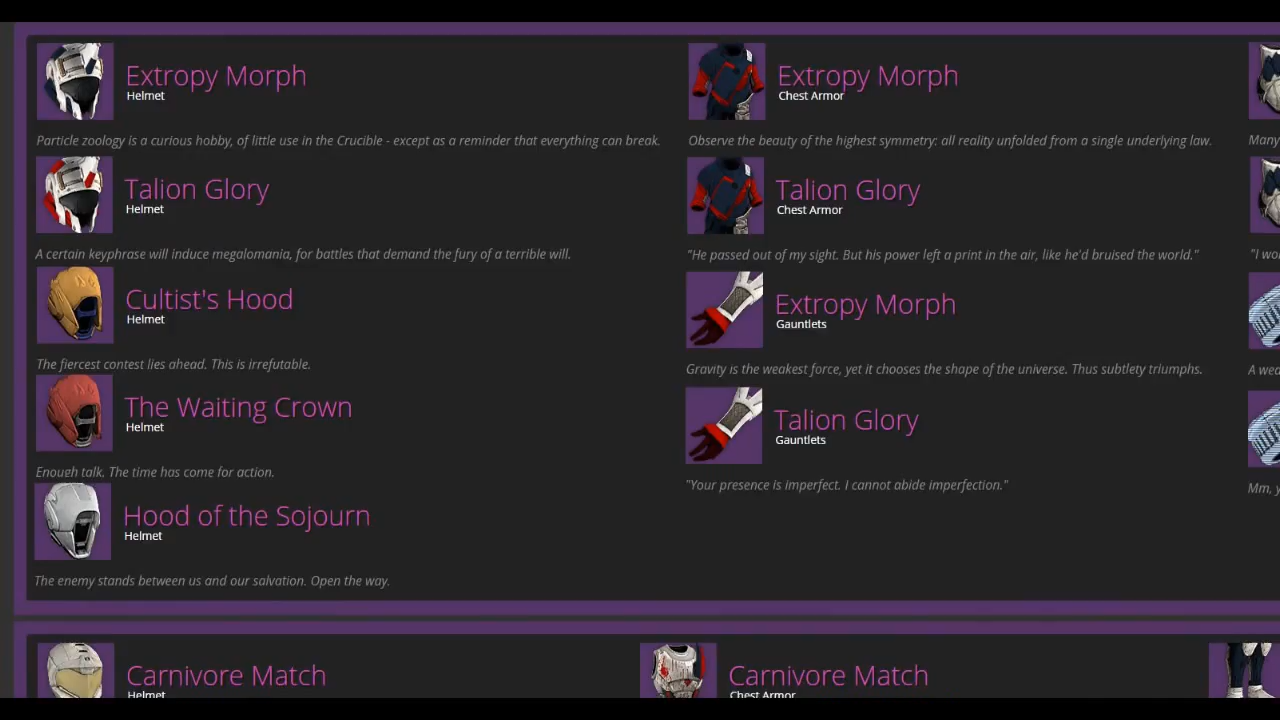 Extropy Morph
Helmet
Particle zoology is a curious hobby, of little use in the Crucible - except as a reminder that everything can break.
Talion Glory
Helmet
A certain keyphrase will induce megalomania, for battles that demand the fury of a terrible will.
Cultist's Hood
Helmet
The fiercest contest lies ahead. This is irrefutable.
The Waiting Crown
Helmet
Enough talk. The time has come for action.
Hood of the Sojourn
Helmet
The enemy stands between us and our salvation. Open the way.
Extropy Morph
Chest Armor
Observe the beauty of the highest symmetry: all reality unfolded from a single underlying law.
Talion Glory
Chest Armor
"He passed out of my sight. But his power left a print in the air, like he'd bruised the world."
Extropy Morph
Gauntlets
Gravity is the weakest force, yet it chooses the shape of the universe. Thus subtlety triumphs.
Talion Glory
Gauntlets
"Your presence is imperfect. I cannot abide imperfection."
Many
"I wo
A wea
Mm, y
Carnivore Match
Helmet
Carnivore Match
Chest Armor